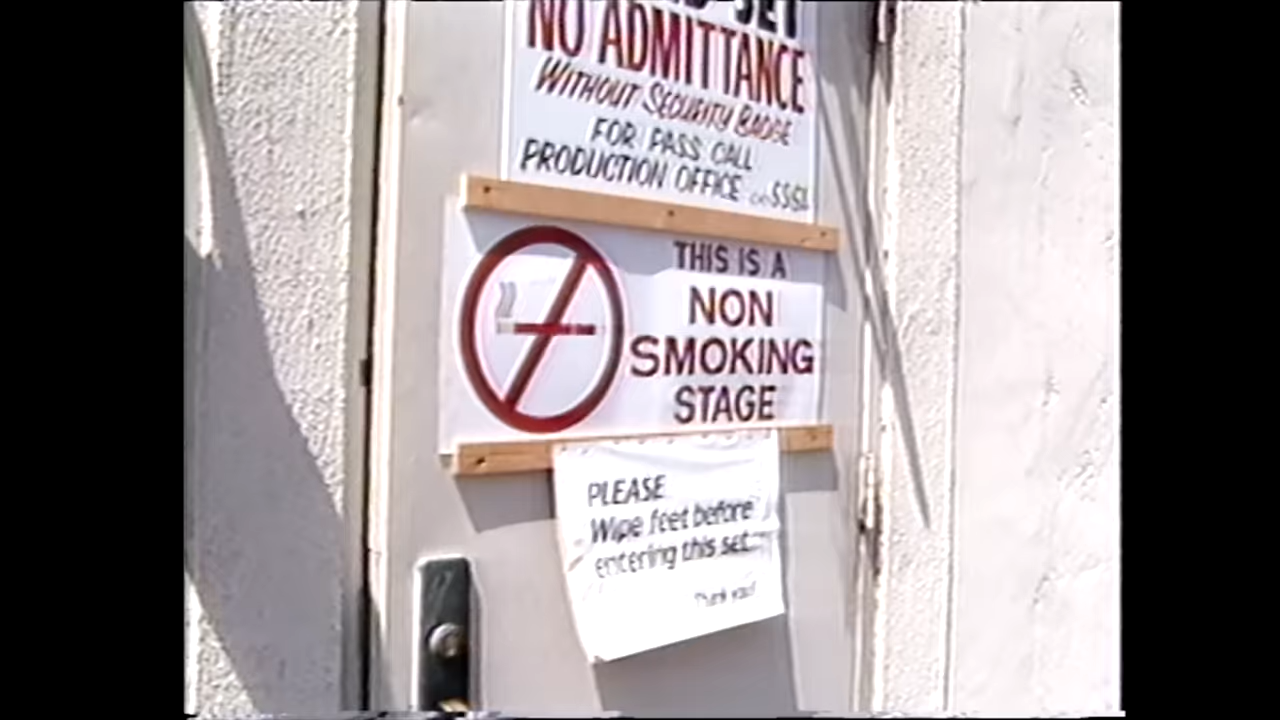 NO ADMITTANCE
WITHOUT SECURITY BADGE
FOR PASS CALL
PRODUCTION OFFICE
THIS IS A
NON
SMOKING
STAGE
PLEASE
Wipe feet before
entering this set
Thank you!